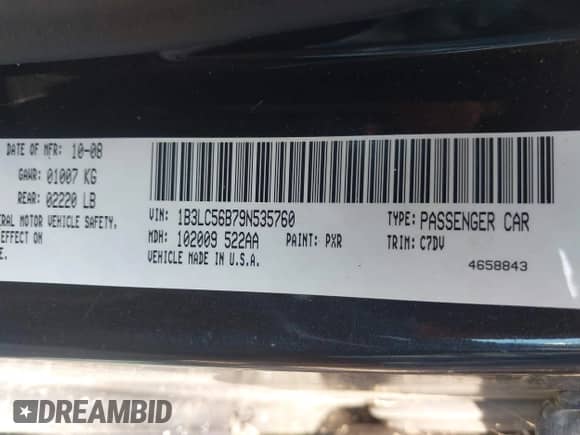 DATE OF MFR: 10-08
GAWR: 01007 KG
REAR: 02220 LB
ERAL MOTOR VEHICLE SAFETY,
EFFECT ON
E.
VIN: 1B3LC56B79N535760
TYPE: PASSENGER CAR
MDH: 102009 522AA
PAINT: PXR
TRIM: C7DV
VEHICLE MADE IN U.S.A.
4658843
DREAMBID